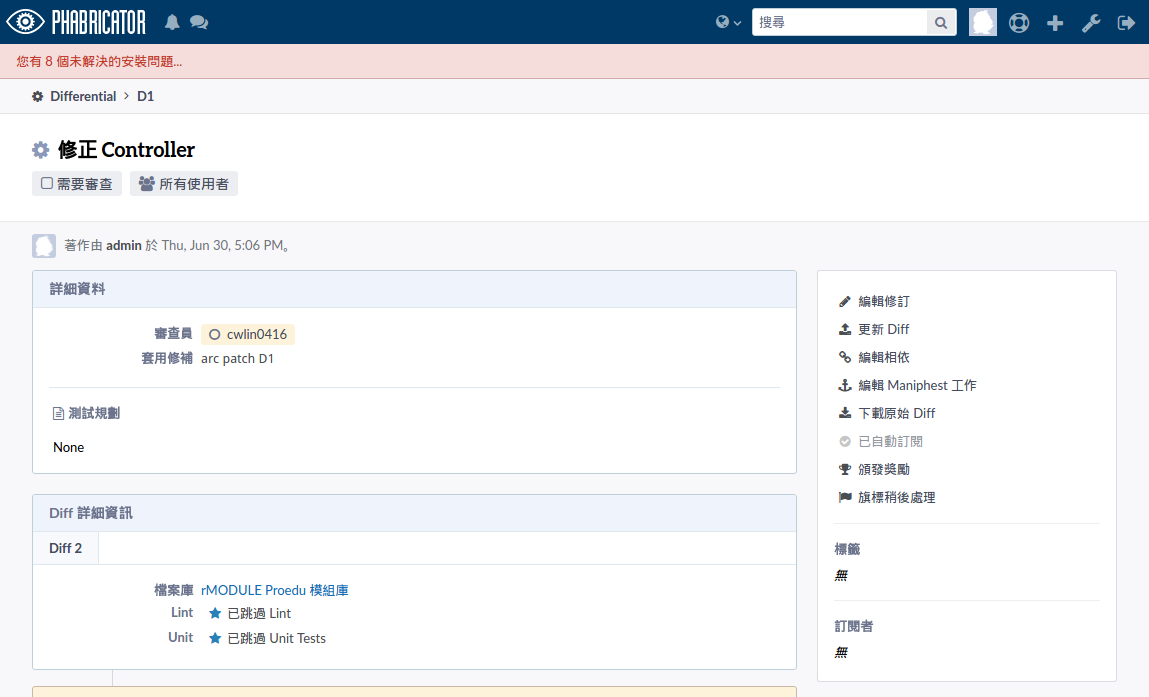 PHABRICATOR
搜尋
您有 8 個未解決的安裝問題...
Differential > D1
修正 Controller
需要審查 所有使用者
著作由 admin 於 Thu, Jun 30, 5:06 PM。
詳細資料
審查員 cwlin0416
套用修補 arc patch D1
測試規劃
None
Diff 詳細資訊
Diff 2
檔案庫 rMODULE Proedu 模組庫
Lint 已跳過 Lint
Unit 已跳過 Unit Tests
編輯修訂
更新 Diff
編輯相依
編輯 Maniphest 工作
下載原始 Diff
已自動訂閱
頒發獎勵
旗標稍後處理
標籤
無
訂閱者
無